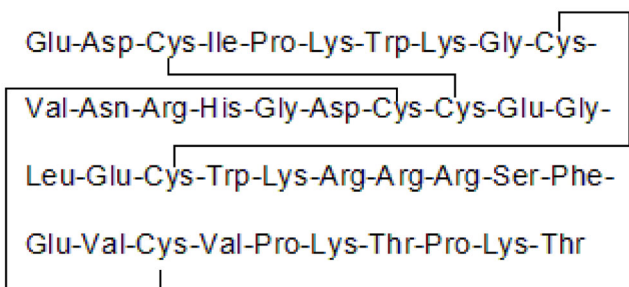 Glu-Asp-Cys-Ile-Pro-Lys-Trp-Lys-Gly-Cys-
Val-Asn-Arg-His-Gly-Asp-Cys-Cys-Glu-Gly-
Leu-Glu-Cys-Trp-Lys-Arg-Arg-Arg-Ser-Phe-
Glu-Val-Cys-Val-Pro-Lys-Thr-Pro-Lys-Thr